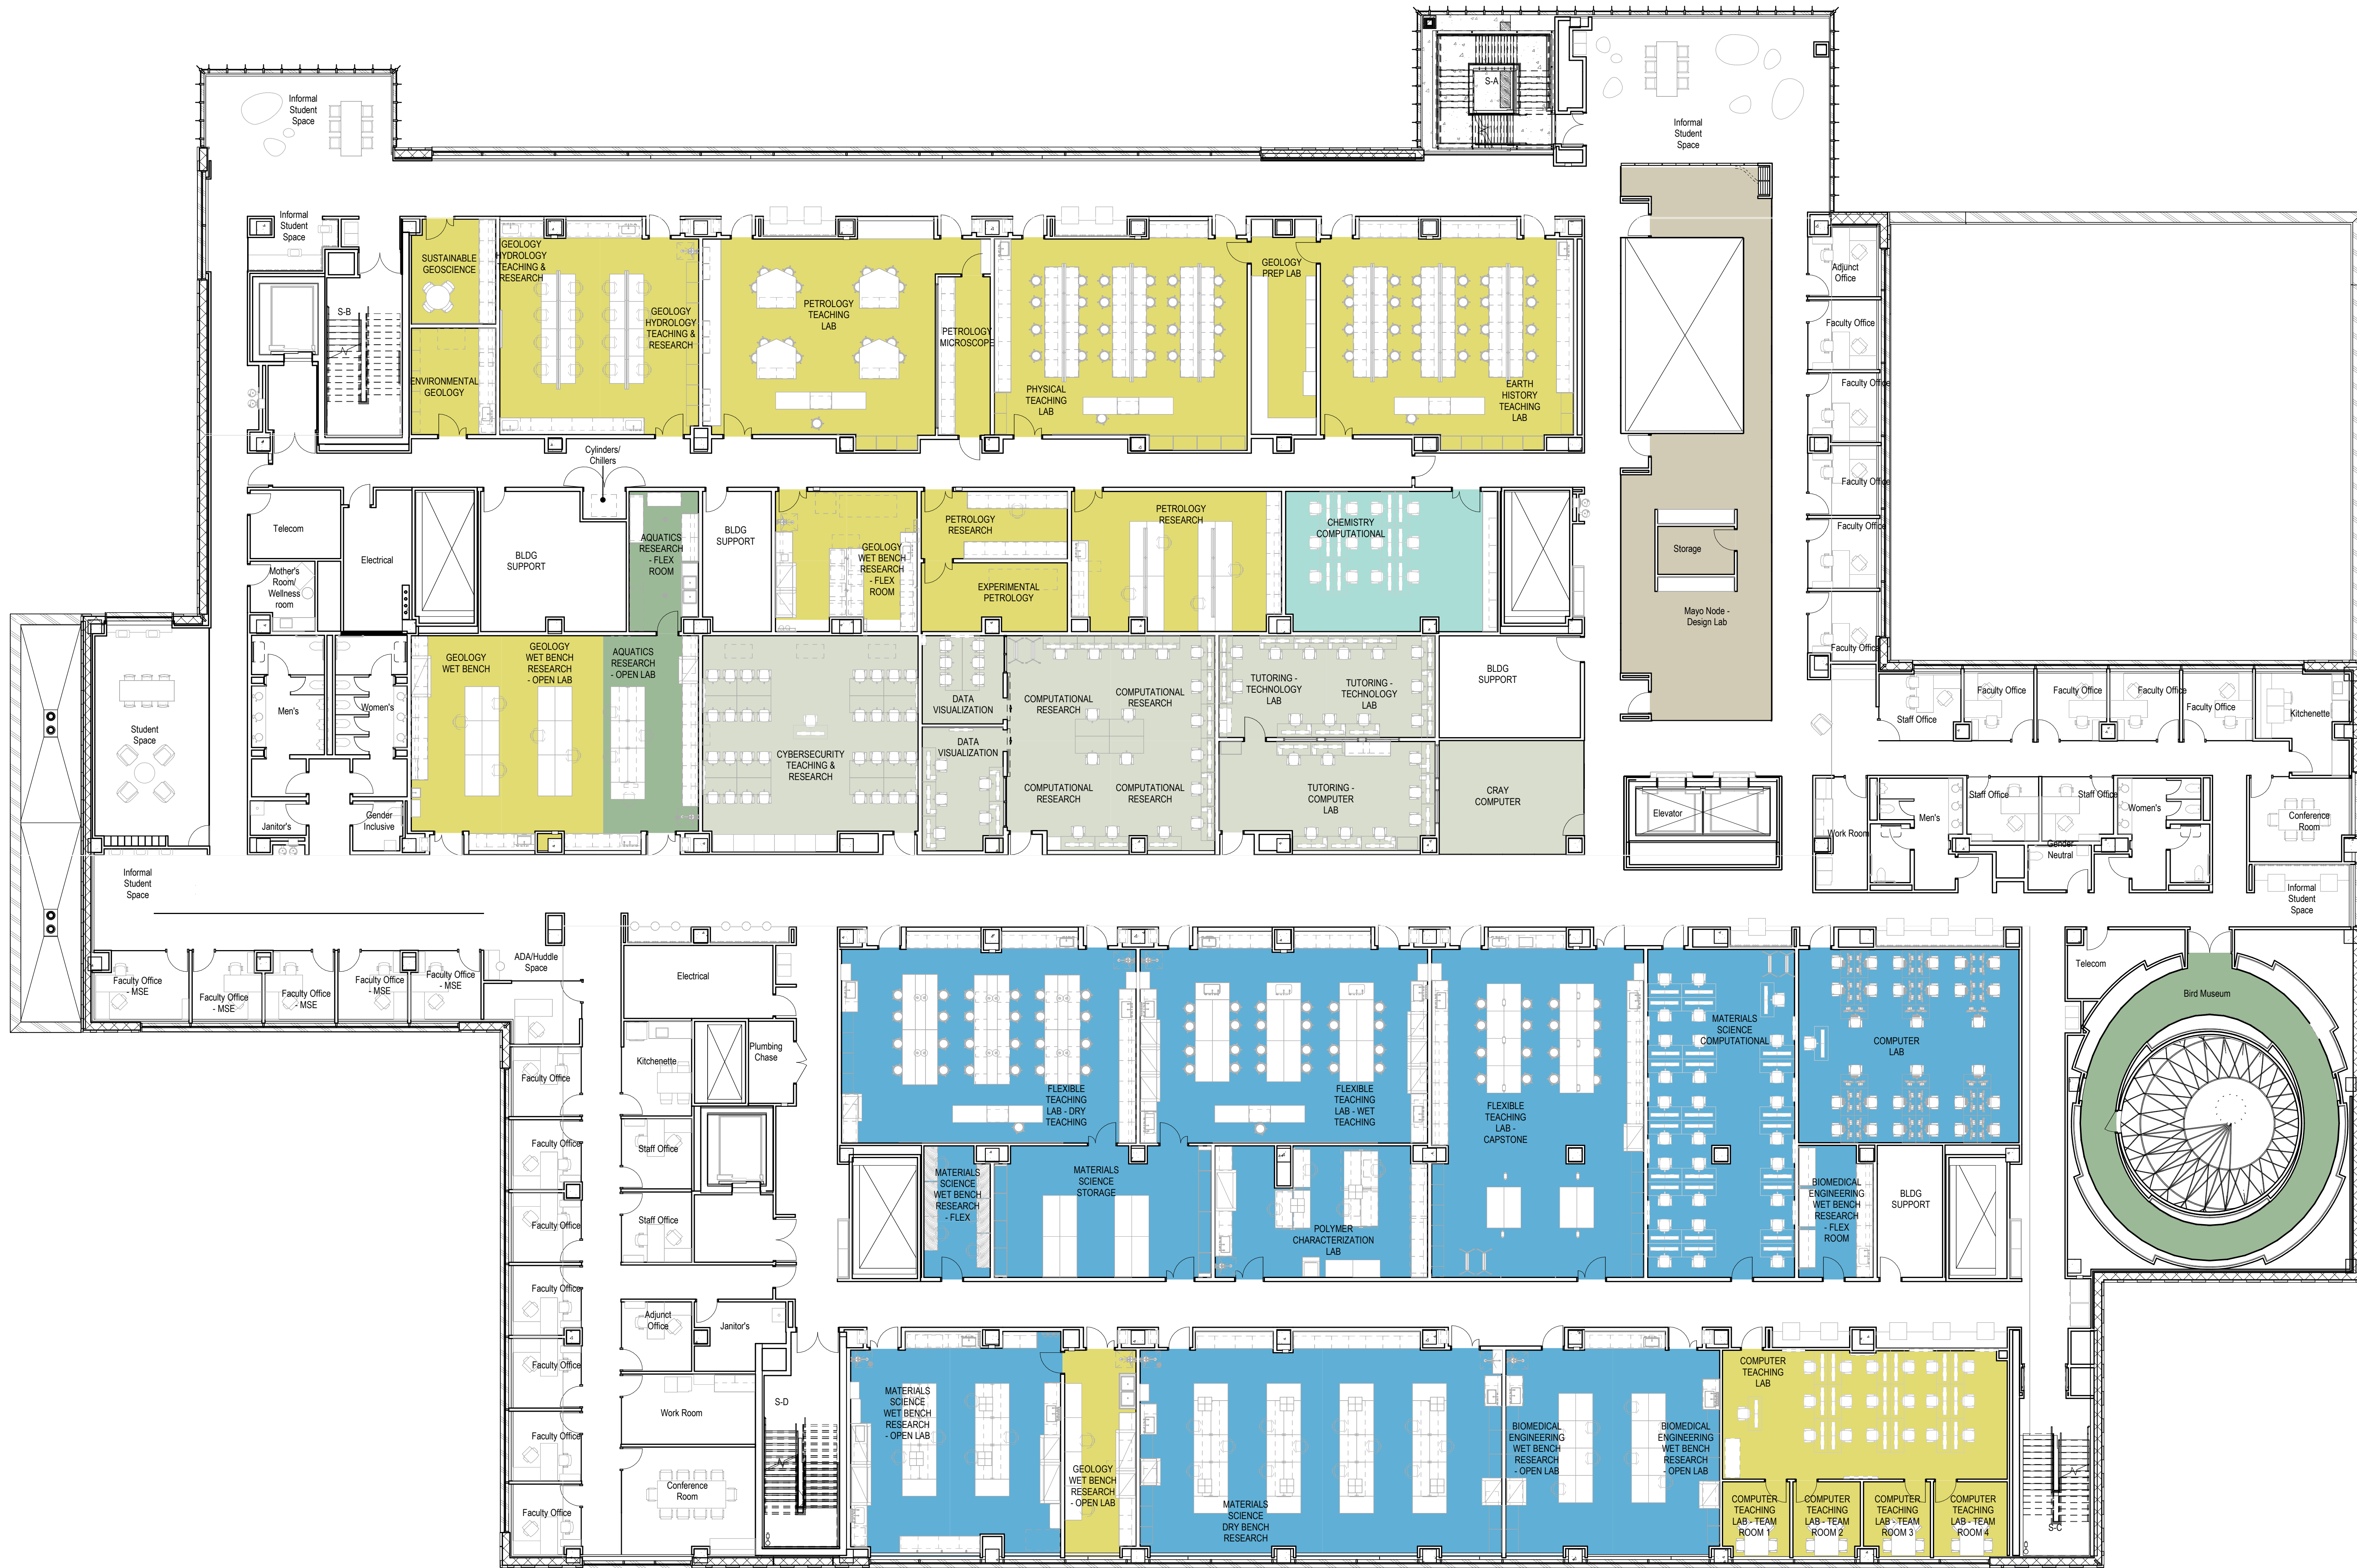 S-A
Informal
Student
Space
Informal
Student
Space
Informal
Student
Space
SUSTAINABLE
GEOSCIENCE
GEOLOGY
HYDROLOGY
TEACHING &
RESEARCH
S-B
GEOLOGY
HYDROLOGY
TEACHING &
RESEARCH
PETROLOGY
TEACHING
LAB
PETROLOGY
MICROSCOPE
GEOLOGY
PREP LAB
PHYSICAL
TEACHING
LAB
EARTH
HISTORY
TEACHING
LAB
ENVIRONMENTAL
GEOLOGY
Adjunct
Office
Faculty Office
Faculty Office
Faculty Office
Faculty Office
Faculty Office
Cylinders/
Chillers
Telecom
Electrical
BLDG
SUPPORT
AQUATICS
RESEARCH
- FLEX
ROOM
BLDG
SUPPORT
GEOLOGY
WET BENCH
RESEARCH
- FLEX
ROOM
PETROLOGY
RESEARCH
EXPERIMENTAL
PETROLOGY
PETROLOGY
RESEARCH
CHEMISTRY
COMPUTATIONAL
Storage
Mayo Node -
Design Lab
Mother's
Room/
Wellness
room
Student
Space
Men's
Women's
GEOLOGY
WET BENCH
GEOLOGY
WET BENCH
RESEARCH
- OPEN LAB
AQUATICS
RESEARCH
- OPEN LAB
CYBERSECURITY
TEACHING &
RESEARCH
DATA
VISUALIZATION
DATA
VISUALIZATION
COMPUTATIONAL
RESEARCH
COMPUTATIONAL
RESEARCH
COMPUTATIONAL
RESEARCH
COMPUTATIONAL
RESEARCH
TUTORING -
TECHNOLOGY
LAB
TUTORING -
TECHNOLOGY
LAB
TUTORING -
COMPUTER
LAB
BLDG
SUPPORT
CRAY
COMPUTER
Janitor's
Gender
Inclusive
Staff Office
Faculty Office
Faculty Office
Faculty Office
Faculty Office
Kitchenette
Elevator
Work Room
Men's
Staff Office
Staff Office
Gender
Neutral
Women's
Conference
Room
Informal
Student
Space
Informal
Student
Space
Faculty Office
- MSE
Faculty Office
- MSE
Faculty Office
- MSE
Faculty Office
- MSE
Faculty Office
- MSE
ADA/Huddle
Space
Electrical
Kitchenette
Plumbing
Chase
Telecom
Bird Museum
FLEXIBLE
TEACHING
LAB - DRY
TEACHING
FLEXIBLE
TEACHING
LAB - WET
TEACHING
FLEXIBLE
TEACHING
LAB -
CAPSTONE
MATERIALS
SCIENCE
COMPUTATIONAL
COMPUTER
LAB
Faculty Office
Faculty Office
Faculty Office
Faculty Office
Faculty Office
Faculty Office
Faculty Office
Staff Office
Staff Office
MATERIALS
SCIENCE
WET BENCH
RESEARCH
- FLEX
MATERIALS
SCIENCE
STORAGE
POLYMER
CHARACTERIZATION
LAB
BIOMEDICAL
ENGINEERING
WET BENCH
RESEARCH
- FLEX
ROOM
BLDG
SUPPORT
Adjunct
Office
Janitor's
Work Room
Conference
Room
S-D
MATERIALS
SCIENCE
WET BENCH
RESEARCH
- OPEN LAB
GEOLOGY
WET BENCH
RESEARCH
- OPEN LAB
MATERIALS
SCIENCE
DRY BENCH
RESEARCH
BIOMEDICAL
ENGINEERING
WET BENCH
RESEARCH
- OPEN LAB
BIOMEDICAL
ENGINEERING
WET BENCH
RESEARCH
- OPEN LAB
COMPUTER
TEACHING
LAB
COMPUTER
TEACHING
LAB - TEAM
ROOM 1
COMPUTER
TEACHING
LAB - TEAM
ROOM 2
COMPUTER
TEACHING
LAB - TEAM
ROOM 3
COMPUTER
TEACHING
LAB - TEAM
ROOM 4
S-C